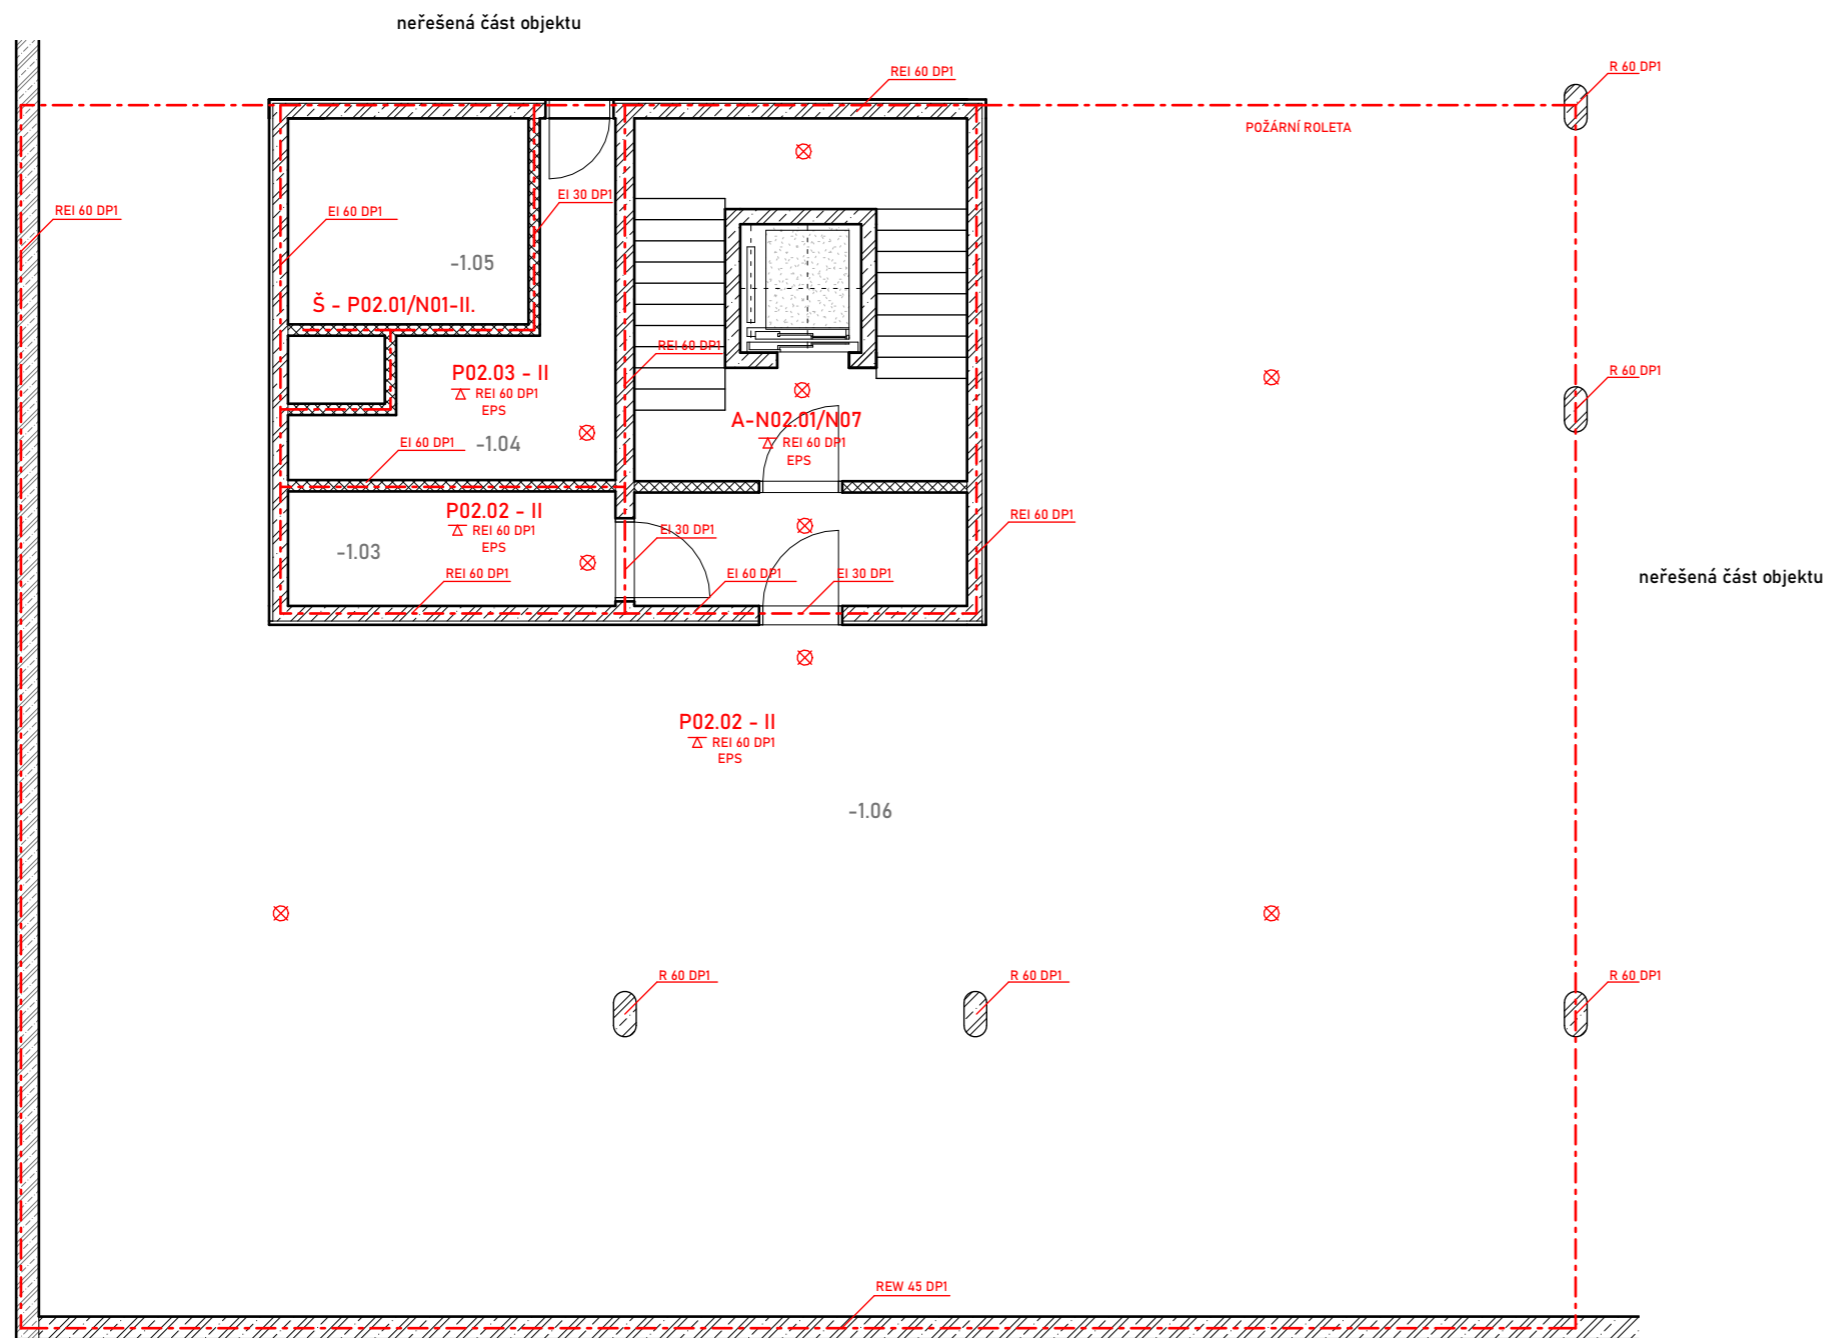 neřešená část objektu
REI 60 DP1
R 60 DP1
POŽÁRNÍ ROLETA
REI 60 DP1
EI 60 DP1
EI 30 DP1
-1.05
Š - P02.01/N01-II.
REI 60 DP1
P02.03 - II
REI 60 DP1
EPS
R 60 DP1
A-N02.01/N07
REI 60 DP1
EPS
EI 60 DP1
-1.04
P02.02 - II
REI 60 DP1
EPS
-1.03
REI 60 DP1
EI 30 DP1
EI 60 DP1
EI 30 DP1
REI 60 DP1
neřešená část objektu
P02.02 - II
REI 60 DP1
EPS
-1.06
R 60 DP1
R 60 DP1
R 60 DP1
REW 45 DP1